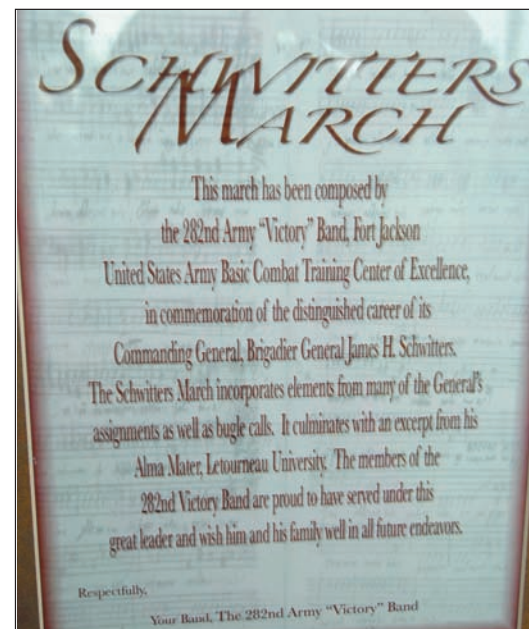 SCHWITTERS
MARCH
This march has been composed by
the 282nd Army “Victory” Band, Fort Jackson
United States Army Basic Combat Training Center of Excellence,
in commemoration of the distinguished career of its
Commanding General, Brigadier General James H. Schwitters.
The Schwitters March incorporates elements from many of the General's
assignments as well as bugle calls. It culminates with an excerpt from his
Alma Mater, Letourneau University. The members of the
282nd Victory Band are proud to have served under this
great leader and wish him and his family well in all future endeavors.
Respectfully,
Your Band, The 282nd Army “Victory” Band